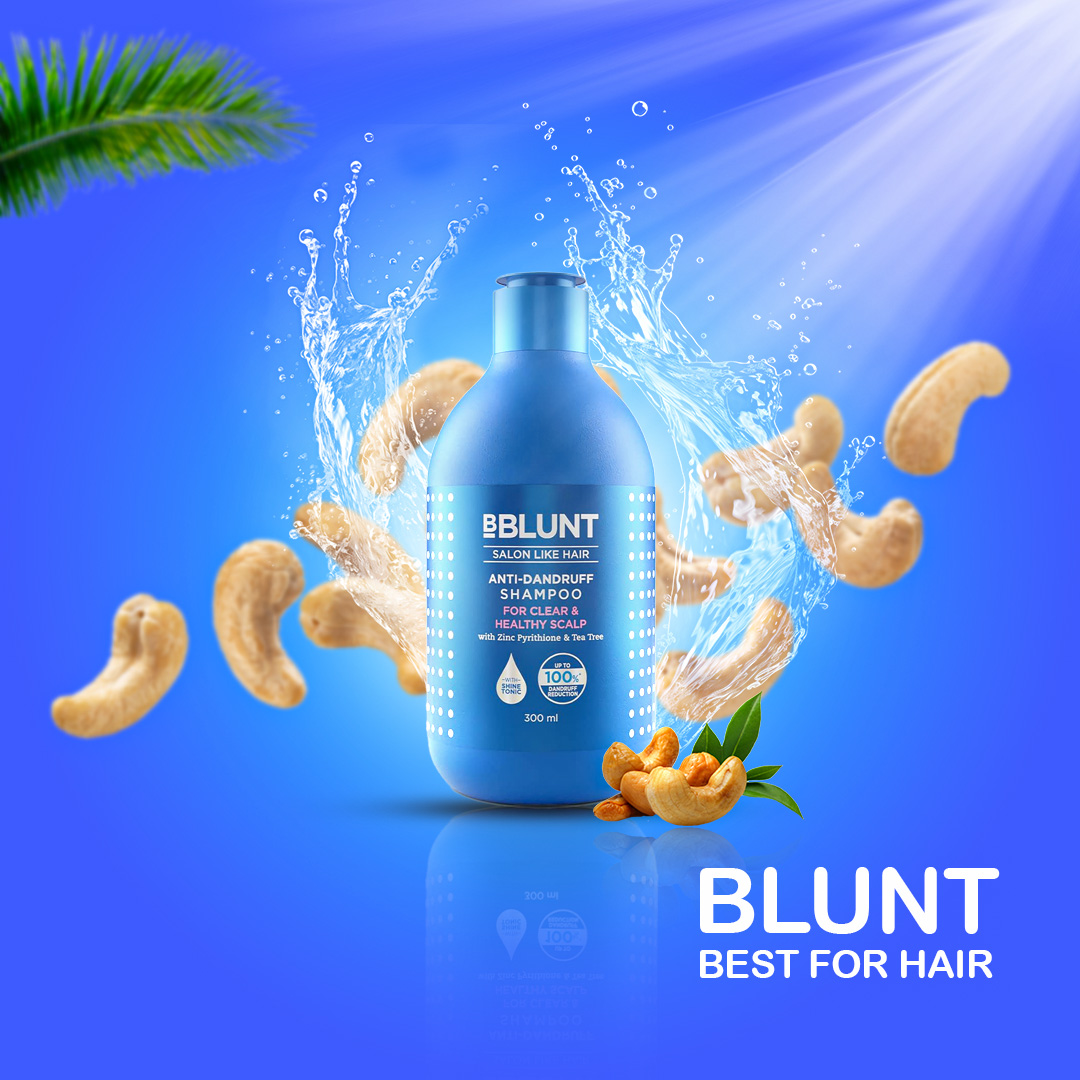 BBLUNT
SALON LIKE HAIR
ANTI-DANDRUFF
SHAMPOO
FOR CLEAR &
HEALTHY SCALP
with Zinc Pyrithione & Tea Tree
WITH
SHINE
TONIC
UP TO
100%*
DANDRUFF
REDUCTION
300 ml
BLUNT
BEST FOR HAIR